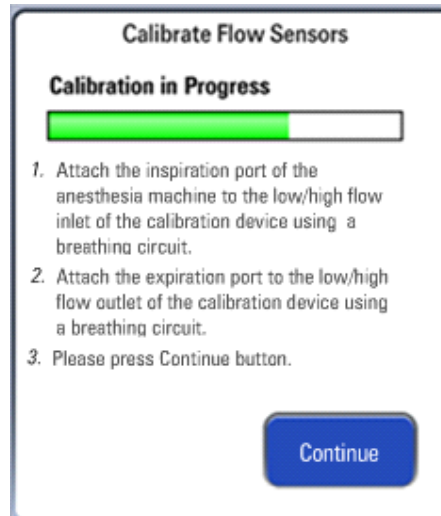 Calibrate Flow Sensors
Calibration in Progress
1. Attach the inspiration port of the
anesthesia machine to the low/high flow
inlet of the calibration device using a
breathing circuit.
2. Attach the expiration port to the low/high
flow outlet of the calibration device using
a breathing circuit.
3. Please press Continue button.
Continue